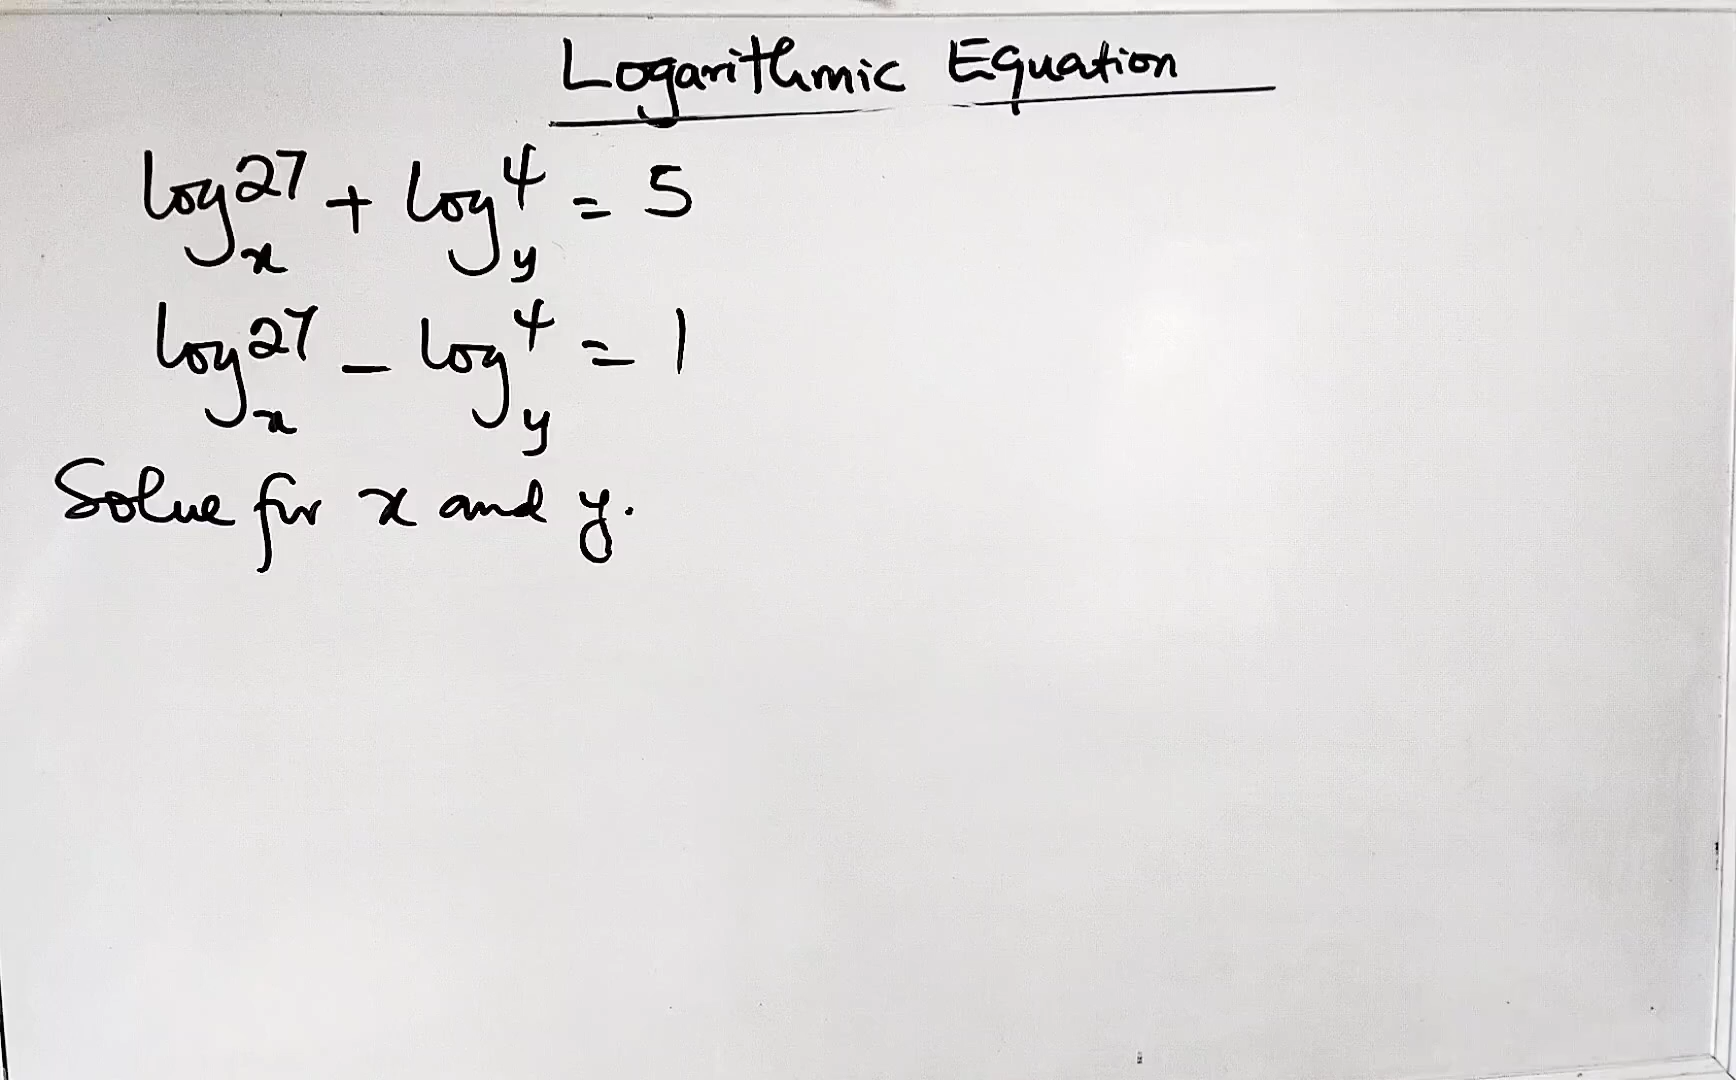 Logarithmic Equation
log_x 27 + log_y 4 = 5
log_x 27 - log_y 4 = 1
Solve for x and y.